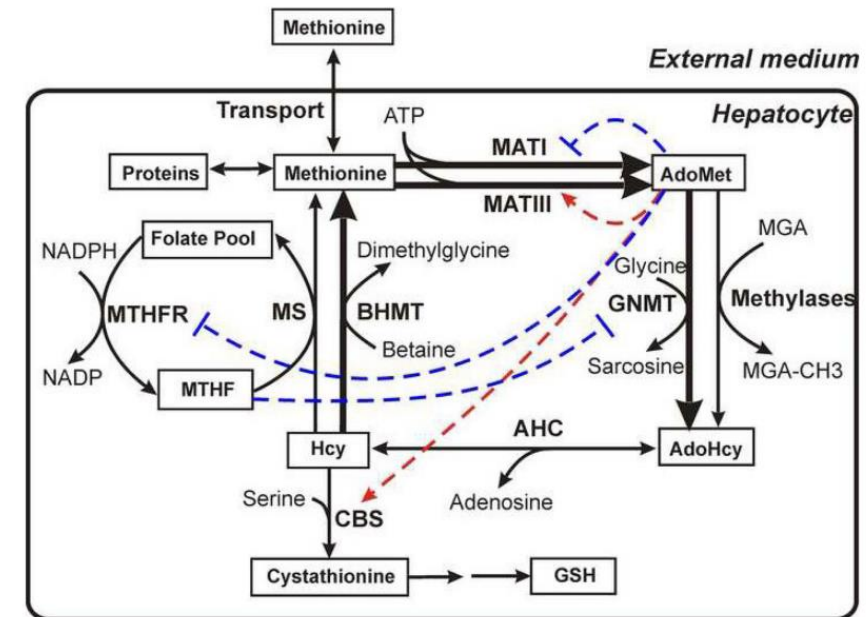 Methionine
External medium
Hepatocyte
Transport
ATP
MATI
Proteins
Methionine
AdoMet
MATIII
NADPH
Folate Pool
Dimethylglycine
MGA
Glycine
MTHFR
MS
BHMT
GNMT
Methylases
Betaine
NADP
MTHF
Sarcosine
MGA-CH3
Hcy
AHC
AdoHcy
Serine
Adenosine
CBS
Cystathionine
GSH